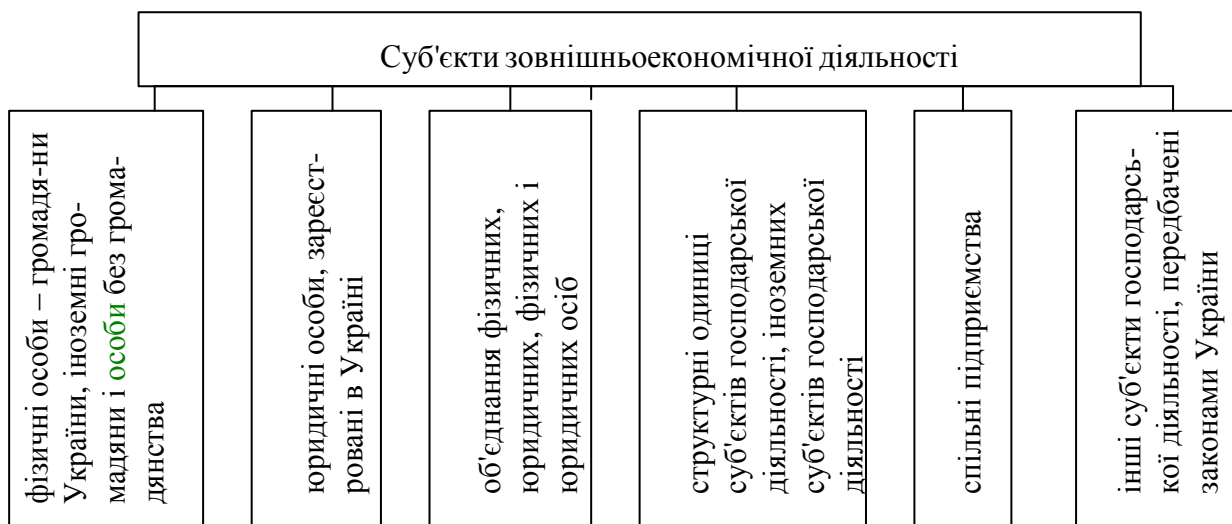 Суб'єкти зовнішньоекономічної діяльності
фізичні особи – громадя-ни
України, іноземні гро-
мадяни і особи без грома-
дянства
юридичні особи, зареєст-
ровані в Україні
об'єднання фізичних,
юридичних, фізичних і
юридичних осіб
структурні одиниці
суб'єктів господарської
діяльності, іноземних
суб'єктів господарської
діяльності
спільні підприємства
інші суб'єкти господарсь-
кої діяльності, передбачені
законами України